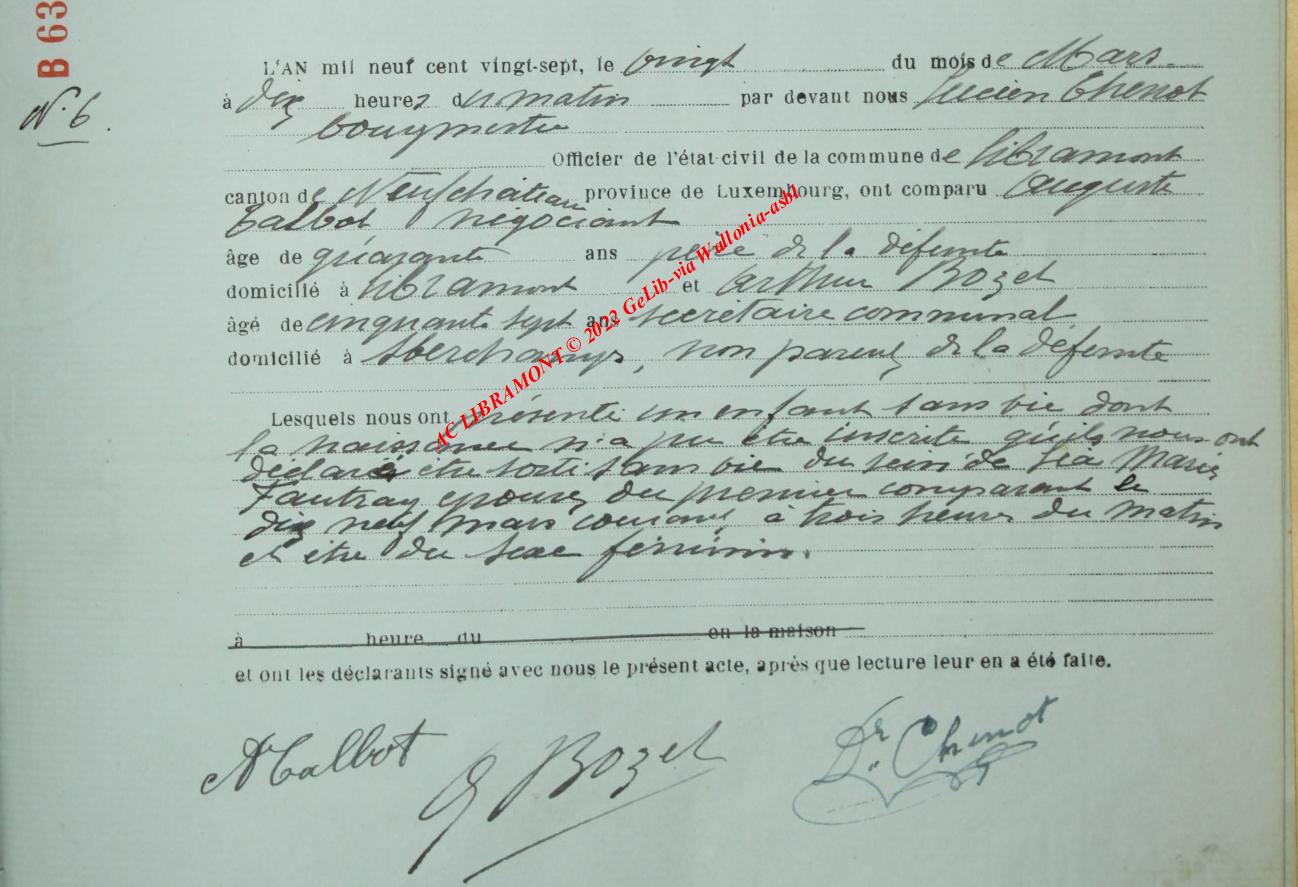 B 63
N° 6.
L'AN mil neuf cent vingt-sept, le vingt du mois de Mars
à dix heures du matin par devant nous Lucien Chenot
bourgmestre
Officier de l'état civil de la commune de Libramont
canton de Neufchâteau province de Luxembourg, ont comparu Auguste
Talbot négociant
âgé de quarante ans père de la défunte
domicilié à Libramont et Arthur Bozet
âgé de cinquante sept ans secrétaire communal
domicilié à , non parent de la défunte
Lesquels nous ont présenté un enfant sans vie dont
la naissance n'a pu être inscrite qu'ils nous ont
déclaré être sorti sans vie du sein de Marie
épouse du premier comparant le
dix neuf mars courant, à trois heures du matin
et être du sexe féminin.
à heure du en la maison
et ont les déclarants signé avec nous le présent acte, après que lecture leur en a été faite.
A Talbot Bozet Dr. Chenot
AC LIBRAMONT © 2022 GeLib-via Wallonia-asbl